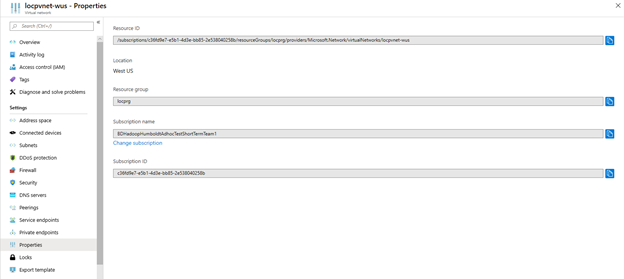 locpvnet-wus - Properties
Virtual network
Search (Ctrl+/)
Overview
Activity log
Access control (IAM)
Tags
Diagnose and solve problems
Settings
Address space
Connected devices
Subnets
DDoS protection
Firewall
Security
DNS servers
Peerings
Service endpoints
Private endpoints
Properties
Locks
Export template
Resource ID
/subscriptions/c36fd9e7-e5b1-4d3e-bb85-2e538040258b/resourceGroups/locprg/providers/Microsoft.Network/virtualNetworks/locpvnet-wus
Location
West US
Resource group
locprg
Subscription name
BDHadoopHumboldtAdhocTestShortTermTeam1
Change subscription
Subscription ID
c36fd9e7-e5b1-4d3e-bb85-2e538040258b